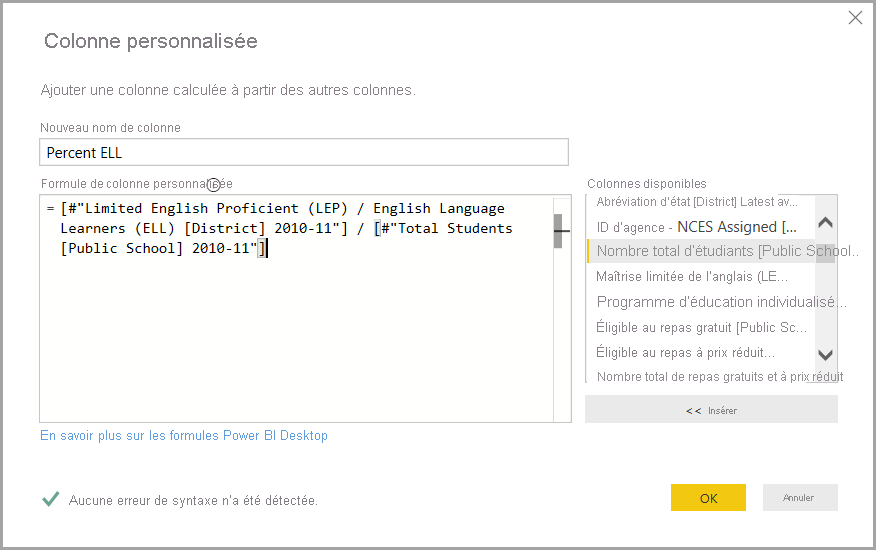 Colonne personnalisée
Ajouter une colonne calculée à partir des autres colonnes.
Nouveau nom de colonne
Percent ELL
Formule de colonne personnalisée
Colonnes disponibles
= [#"Limited English Proficient (LEP) / English Language
Learners (ELL) [District] 2010-11"] / [#"Total Students
[Public School] 2010-11"]
Abréviation d'état [District] Latest av...
ID d'agence - NCES Assigned [...
Nombre total d'étudiants [Public School...
Maîtrise limitée de l'anglais (LE...
Programme d'éducation individualisé...
Éligible au repas gratuit [Public Sc...
Éligible au repas à prix réduit...
Nombre total de repas gratuits et à prix réduit
<< Insérer
En savoir plus sur les formules Power BI Desktop
Aucune erreur de syntaxe n'a été détectée.
OK
Annuler